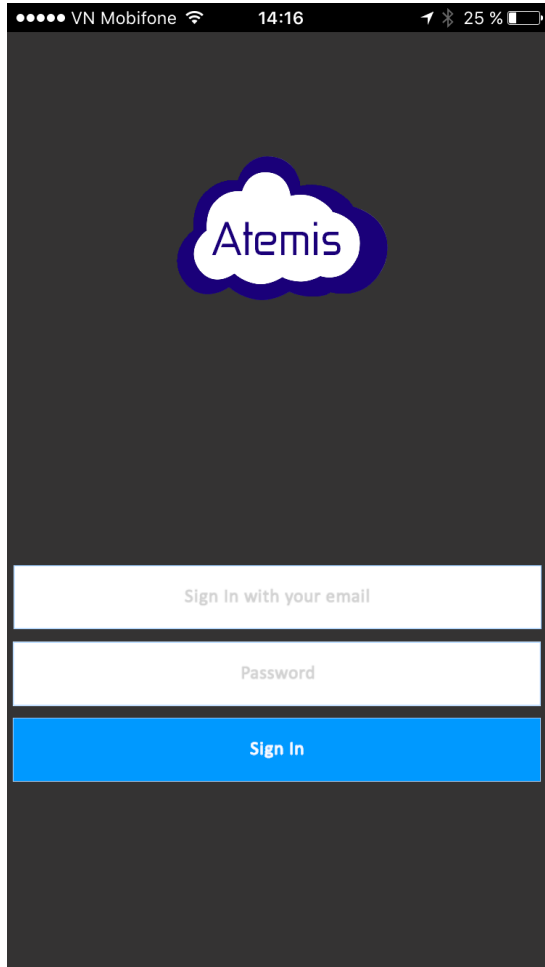 VN Mobifone 14:16 25 %
Atemis
Sign In with your email
Password
Sign In